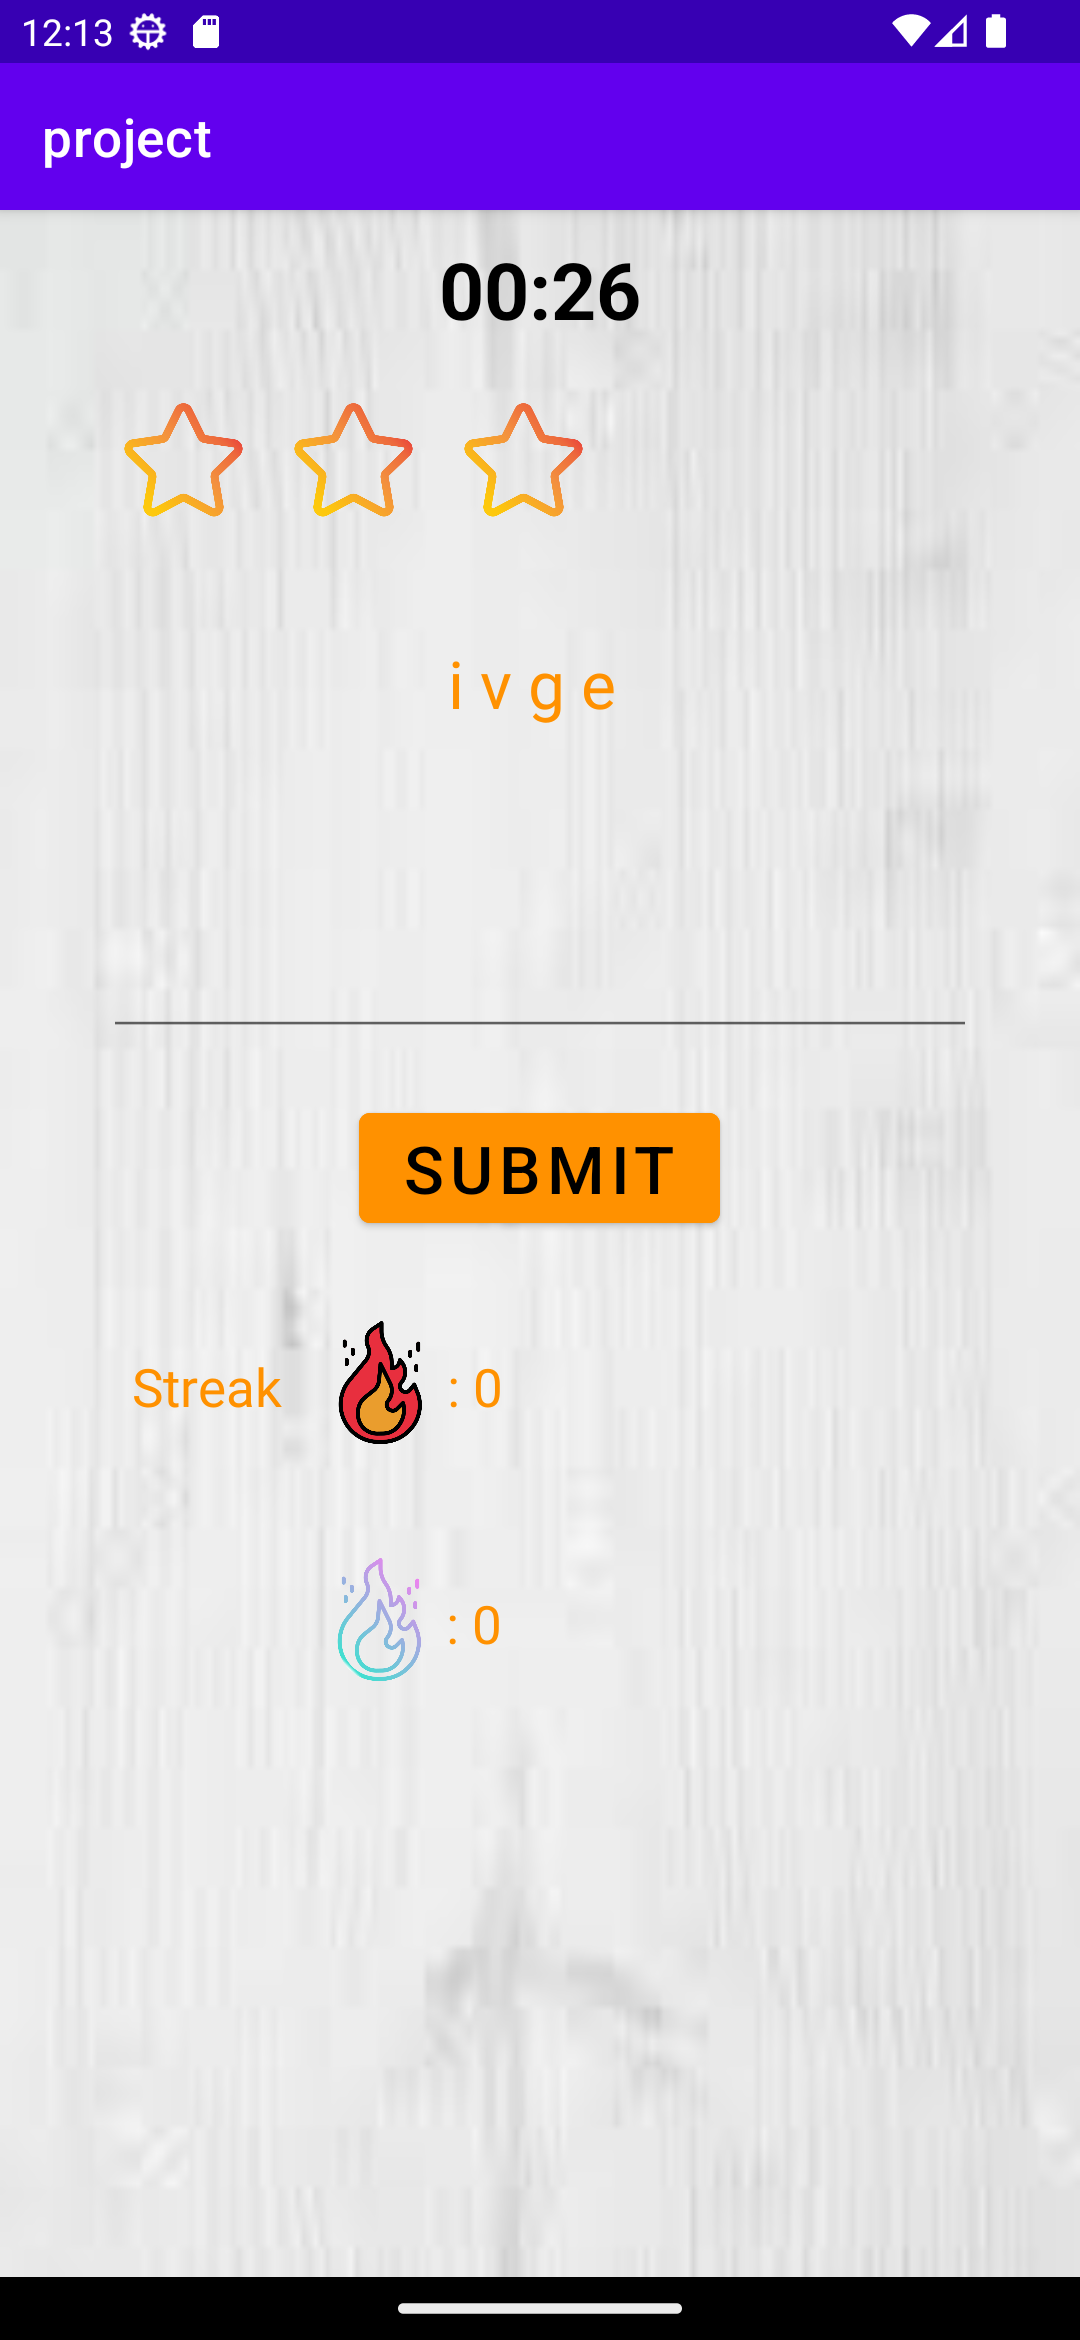 12:13
project
00:26
i v g e
SUBMIT
Streak : 0
: 0